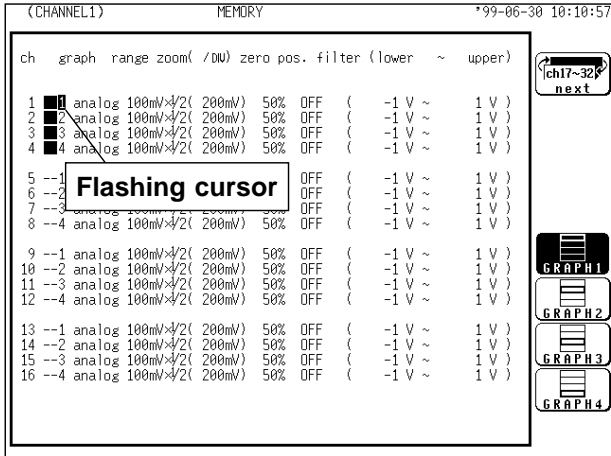 (CHANNEL1) MEMORY '99-06-30 10:10:57
ch graph range zoom( /DIV) zero pos. filter (lower ~ upper)
1 1 analog 100mV×1/2( 200mV) 50% OFF ( -1 V ~ 1 V )
2 2 analog 100mV×1/2( 200mV) 50% OFF ( -1 V ~ 1 V )
3 3 analog 100mV×1/2( 200mV) 50% OFF ( -1 V ~ 1 V )
4 4 analog 100mV×1/2( 200mV) 50% OFF ( -1 V ~ 1 V )
Flashing cursor
5 --1 OFF ( -1 V ~ 1 V )
6 --2 OFF ( -1 V ~ 1 V )
7 --3 OFF ( -1 V ~ 1 V )
8 --4 analog 100mV×1/2( 200mV) 50% OFF ( -1 V ~ 1 V )
9 --1 analog 100mV×1/2( 200mV) 50% OFF ( -1 V ~ 1 V )
10 --2 analog 100mV×1/2( 200mV) 50% OFF ( -1 V ~ 1 V )
11 --3 analog 100mV×1/2( 200mV) 50% OFF ( -1 V ~ 1 V )
12 --4 analog 100mV×1/2( 200mV) 50% OFF ( -1 V ~ 1 V )
13 --1 analog 100mV×1/2( 200mV) 50% OFF ( -1 V ~ 1 V )
14 --2 analog 100mV×1/2( 200mV) 50% OFF ( -1 V ~ 1 V )
15 --3 analog 100mV×1/2( 200mV) 50% OFF ( -1 V ~ 1 V )
16 --4 analog 100mV×1/2( 200mV) 50% OFF ( -1 V ~ 1 V )
ch17~32
next
GRAPH1
GRAPH2
GRAPH3
GRAPH4